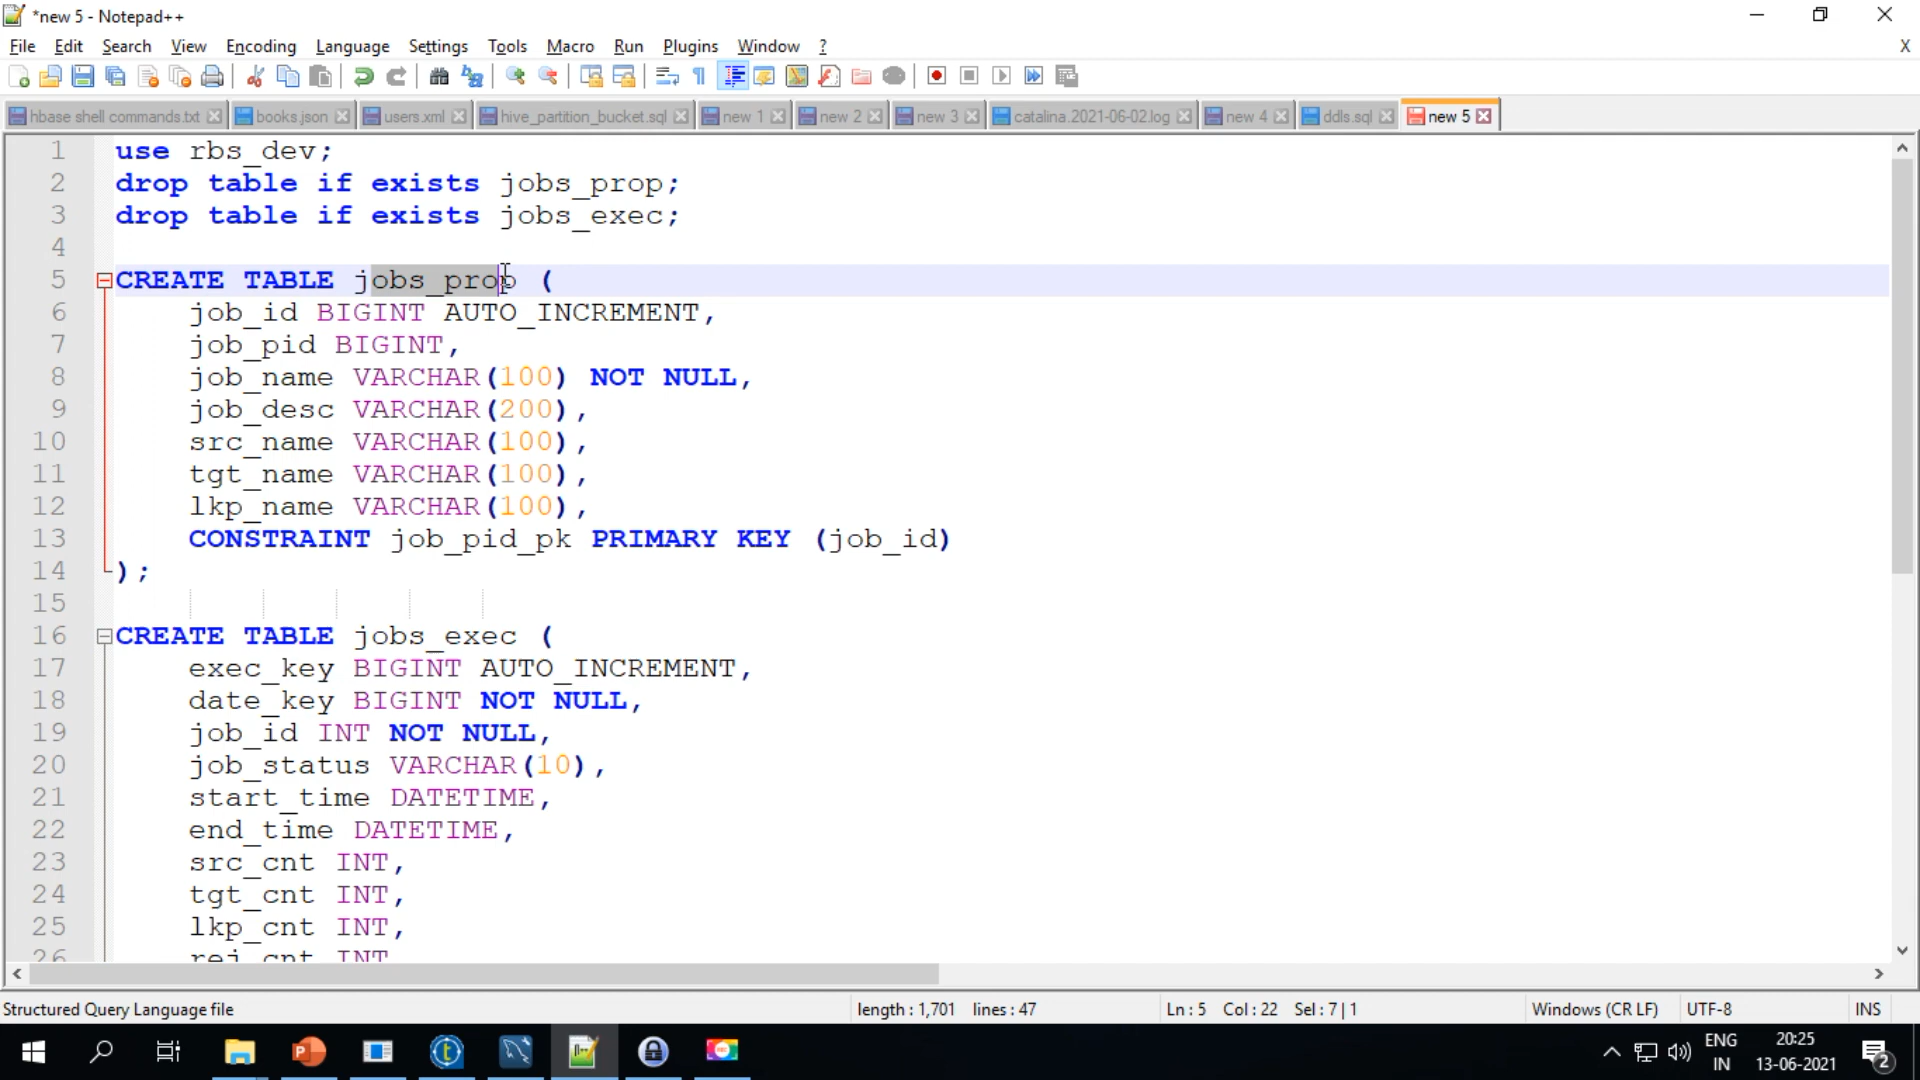 *new 5 - Notepad++
File Edit Search View Encoding Language Settings Tools Macro Run Plugins Window ? X
hbase shell commands.txt books.json users.xml hive_partition_bucket.sql new 1 new 2 new 3 catalina.2021-06-02.log new 4 ddls.sql new 5
1 use rbs_dev;
2 drop table if exists jobs_prop;
3 drop table if exists jobs_exec;
4
5 CREATE TABLE jobs_prop (
6 job_id BIGINT AUTO_INCREMENT,
7 job_pid BIGINT,
8 job_name VARCHAR(100) NOT NULL,
9 job_desc VARCHAR(200),
10 src_name VARCHAR(100),
11 tgt_name VARCHAR(100),
12 lkp_name VARCHAR(100),
13 CONSTRAINT job_pid_pk PRIMARY KEY (job_id)
14 );
15
16 CREATE TABLE jobs_exec (
17 exec_key BIGINT AUTO_INCREMENT,
18 date_key BIGINT NOT NULL,
19 job_id INT NOT NULL,
20 job_status VARCHAR(10),
21 start_time DATETIME,
22 end_time DATETIME,
23 src_cnt INT,
24 tgt_cnt INT,
25 lkp_cnt INT,
26 rej_cnt INT
Structured Query Language file length : 1,701 lines : 47 Ln : 5 Col : 22 Sel : 7 | 1 Windows (CR LF) UTF-8 INS
ENG 20:25
IN 13-06-2021 2